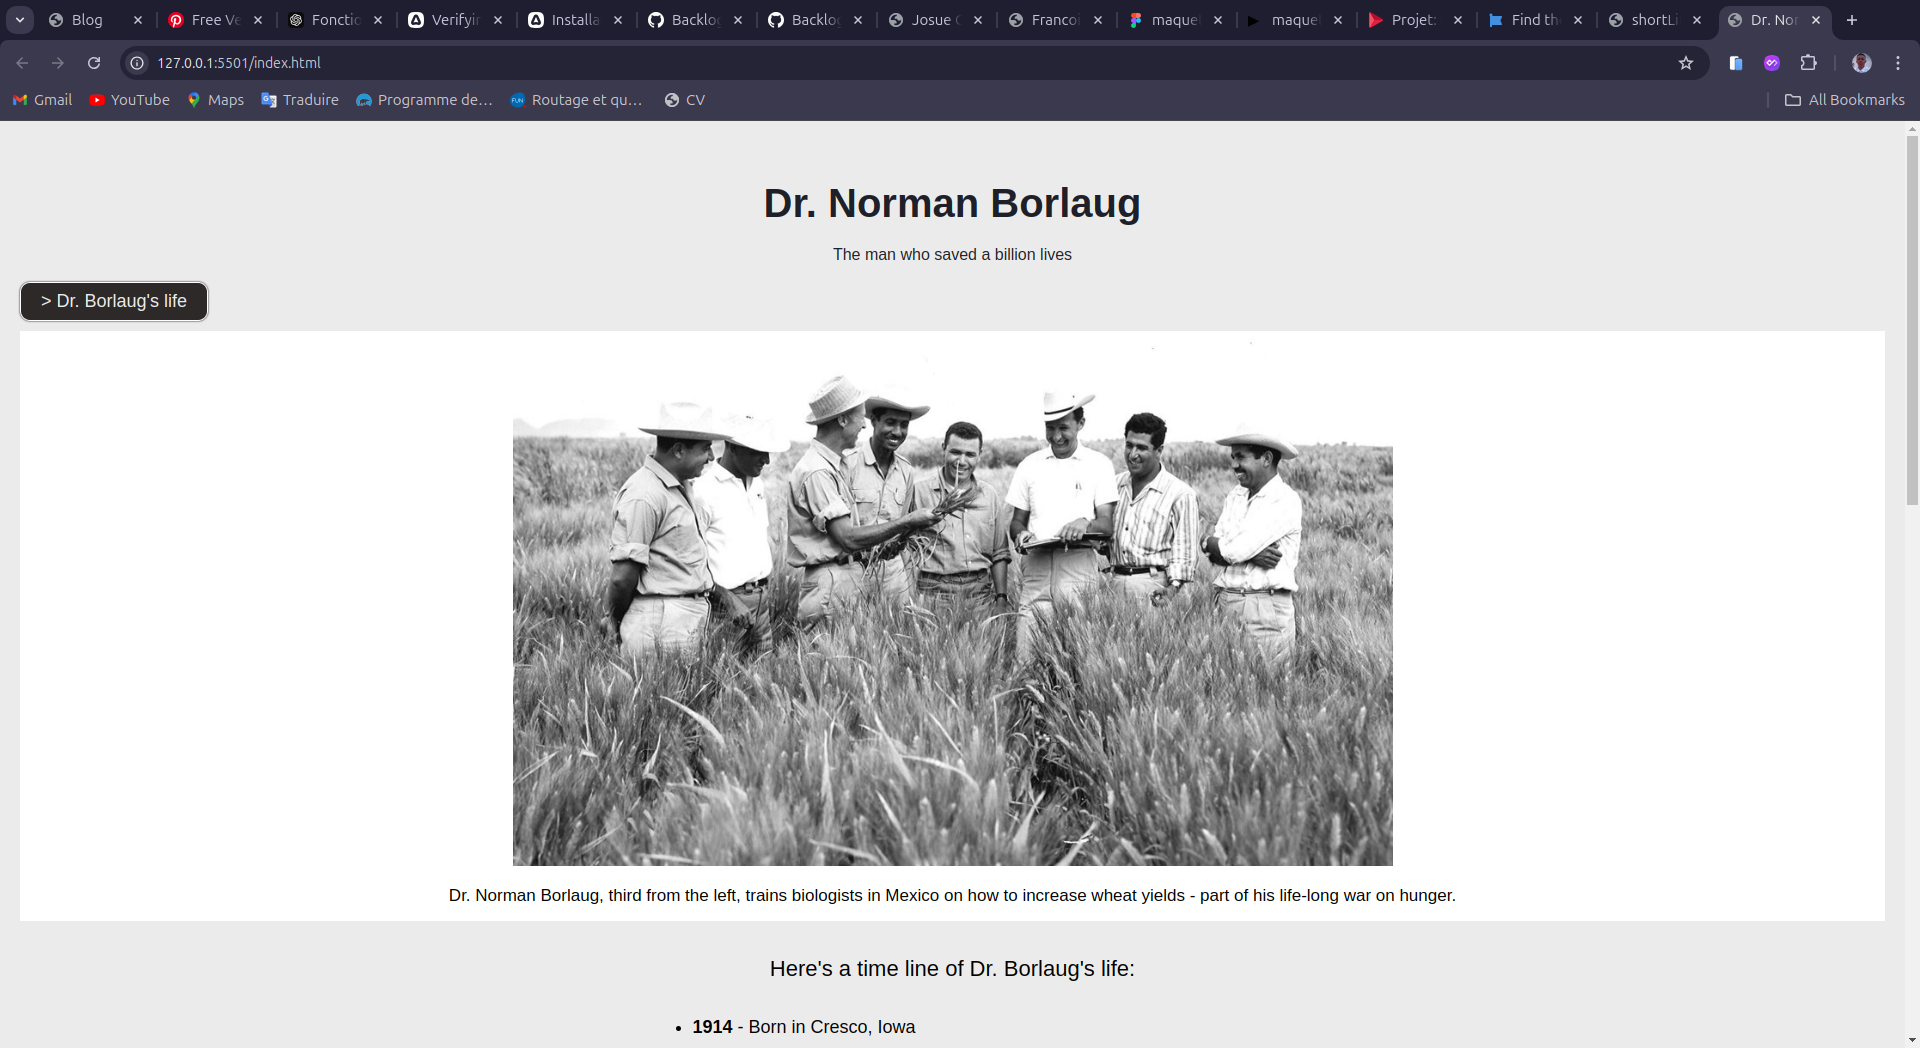 Blog
Free Ve
Fonctio
Verifyin
Installa
Backlog
Backlog
Josue
Francoi
maque
maque
Projet:
Find th
shortLi
Dr. Nor
127.0.0.1:5501/index.html
Gmail
YouTube
Maps
Traduire
Programme de...
Routage et qu...
CV
All Bookmarks
Dr. Norman Borlaug
The man who saved a billion lives
> Dr. Borlaug's life
Dr. Norman Borlaug, third from the left, trains biologists in Mexico on how to increase wheat yields - part of his life-long war on hunger.
Here's a time line of Dr. Borlaug's life:
• 1914 - Born in Cresco, Iowa